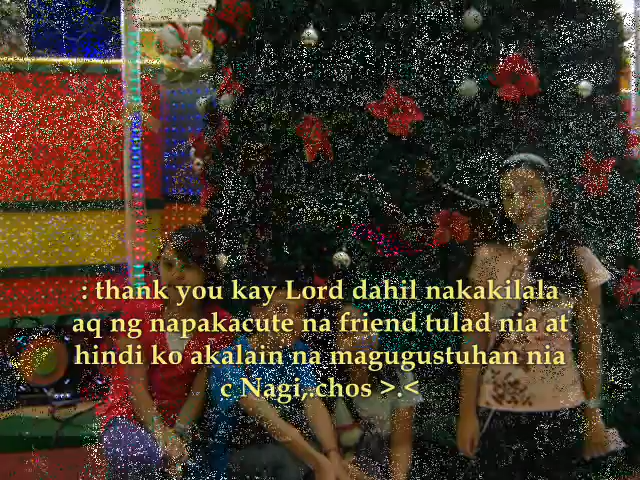 : thank you kay Lord dahil nakakilala
aq ng napakacute na friend tulad nia at
hindi ko akalain na magugustuhan nia
c Nagi,.chos >.<